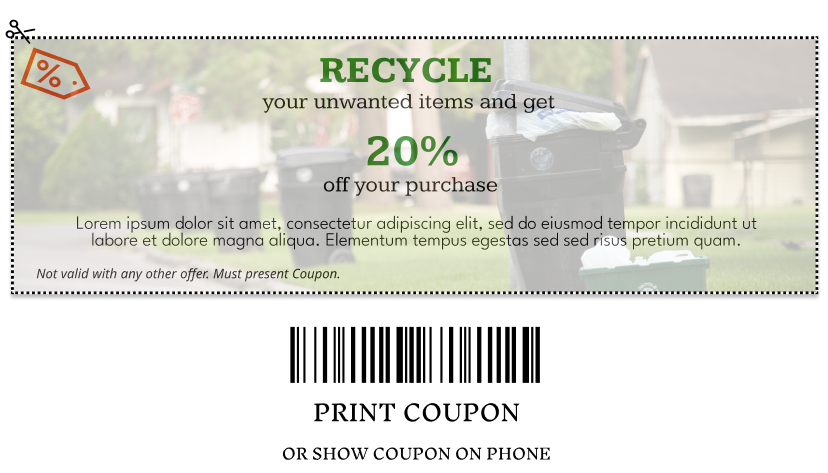 %
RECYCLE
your unwanted items and get
20%
off your purchase
Lorem ipsum dolor sit amet, consectetur adipiscing elit, sed do eiusmod tempor incididunt ut
labore et dolore magna aliqua. Elementum tempus egestas sed sed risus pretium quam.
Not valid with any other offer. Must present Coupon.
PRINT COUPON
OR SHOW COUPON ON PHONE